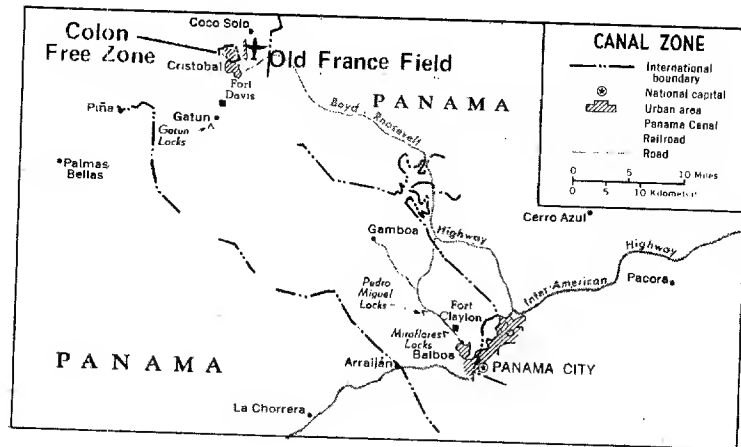 Coco Solo
Colon
Free Zone
Cristobal
Old France Field
Fort
Davis
Piña
Gatun
Gatun
Locks
Palmas
Bellas
PANAMA
Boyd Roosevelt
Highway
Gamboa
Cerro Azul
Pedro
Miguel
Locks
Fort
Clayton
Miraflores
Locks
Balboa
Inter-American
Highway
Pacora
PANAMA
Arraiján
PANAMA CITY
La Chorrera
CANAL ZONE
International
boundary
National capital
Urban area
Panama Canal
Railroad
Road
0 5 10 Miles
0 5 10 Kilometer